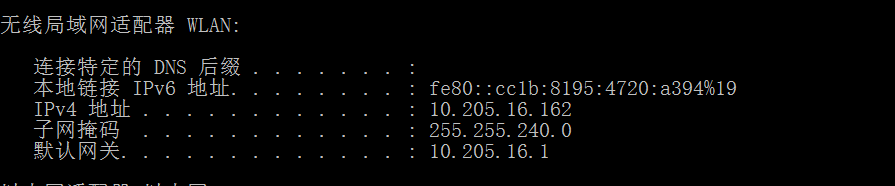 无线局域网适配器 WLAN:
连接特定的 DNS 后缀 . . . . . . . :
本地链接 IPv6 地址. . . . . . . . : fe80::cc1b:8195:4720:a394%19
IPv4 地址 . . . . . . . . . . . . : 10.205.16.162
子网掩码  . . . . . . . . . . . . : 255.255.240.0
默认网关. . . . . . . . . . . . . : 10.205.16.1